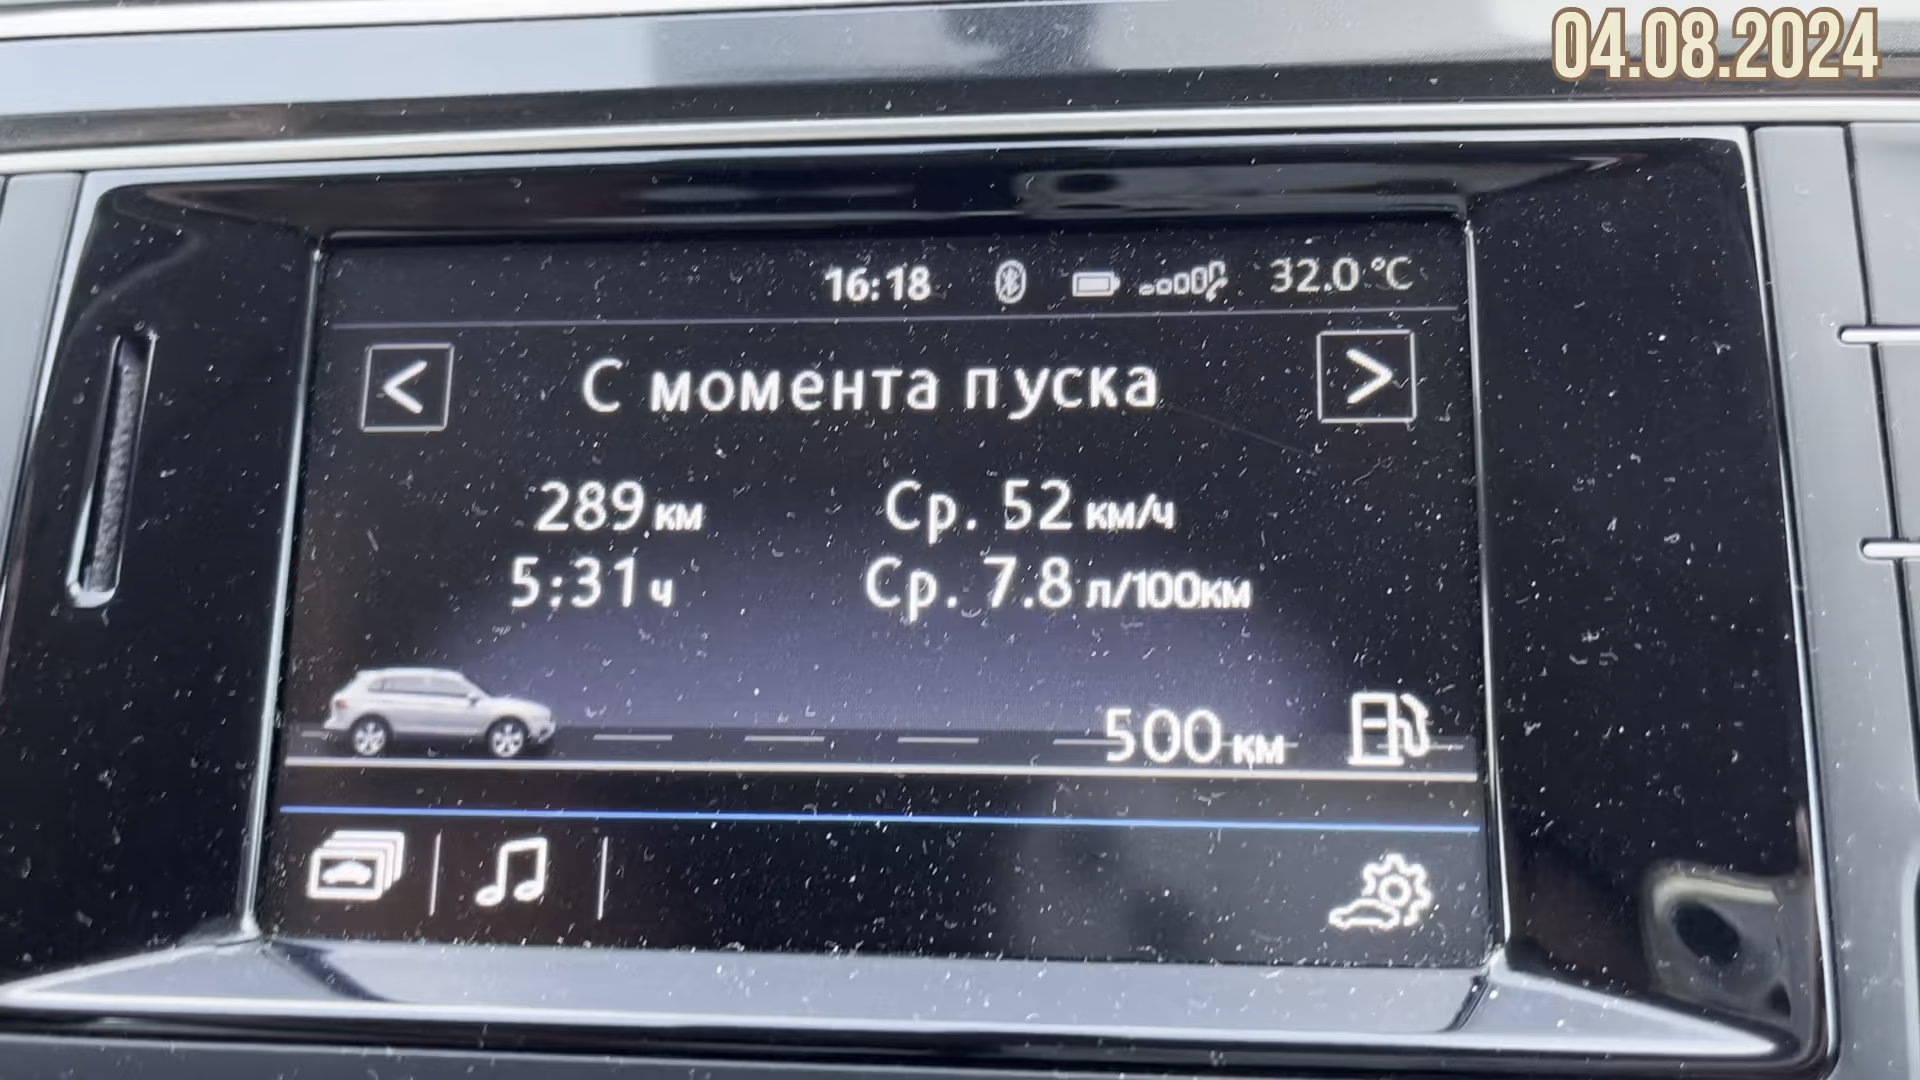 04.08.2024
16:18 32.0 °C
< С момента пуска >
289 км Ср. 52 км/ч
5:31 ч Ср. 7.8 л/100км
500 км